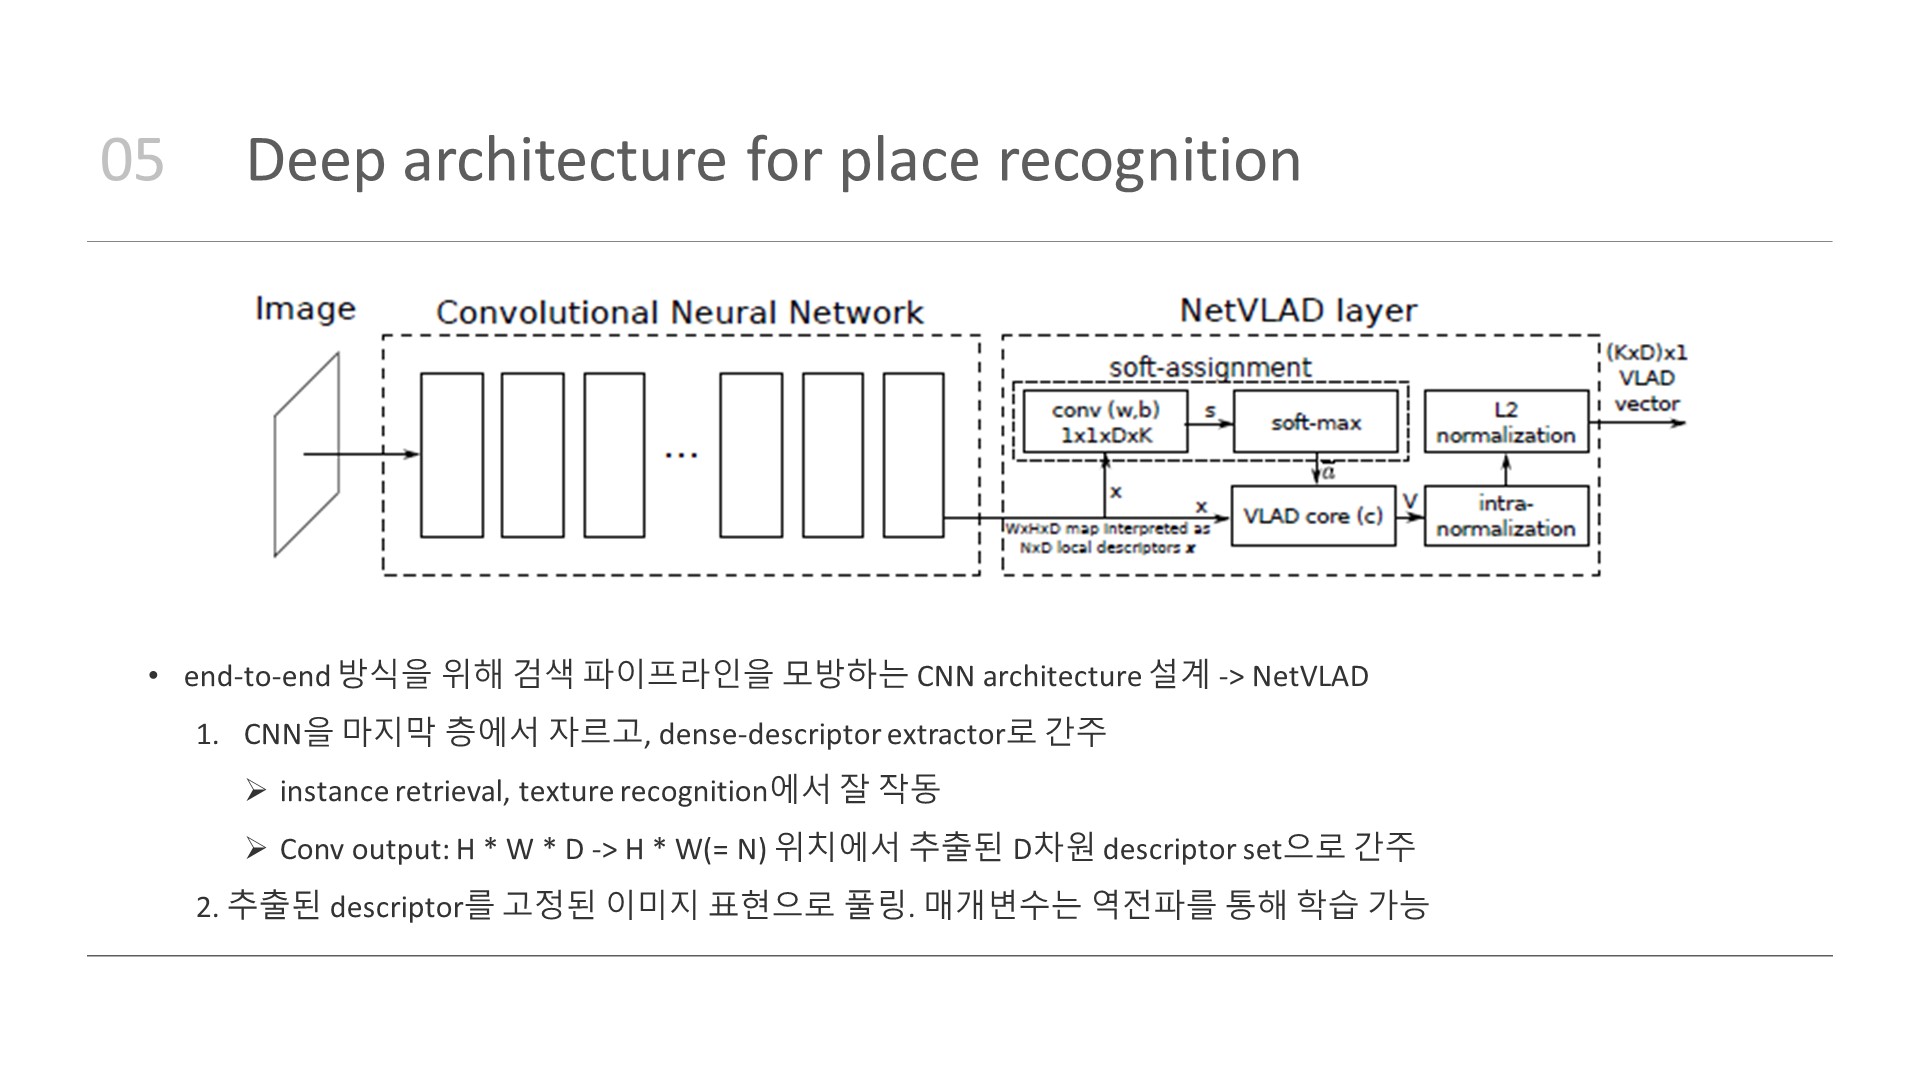 05 Deep architecture for place recognition
Image
Convolutional Neural Network
NetVLAD layer
soft-assignment
conv (w,b)
1x1xDxK
s
soft-max
L2
normalization
(KxD)x1
VLAD
vector
...
x
ā
x
WxHxD map interpreted as
NxD local descriptors x
VLAD core (c)
V
intra-
normalization
• end-to-end 방식을 위해 검색 파이프라인을 모방하는 CNN architecture 설계 -> NetVLAD
1. CNN을 마지막 층에서 자르고, dense-descriptor extractor로 간주
➢ instance retrieval, texture recognition에서 잘 작동
➢ Conv output: H * W * D -> H * W(= N) 위치에서 추출된 D차원 descriptor set으로 간주
2. 추출된 descriptor를 고정된 이미지 표현으로 풀링. 매개변수는 역전파를 통해 학습 가능